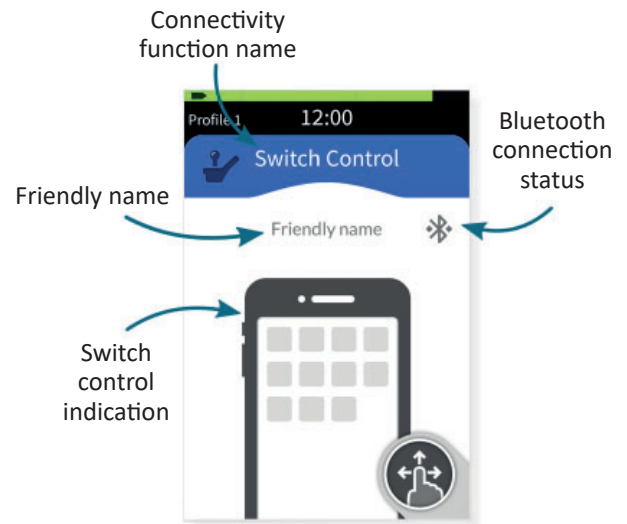 Connectivity
function name
Profile 1
12:00
Switch Control
Bluetooth
connection
status
Friendly name
Friendly name
Switch
control
indication